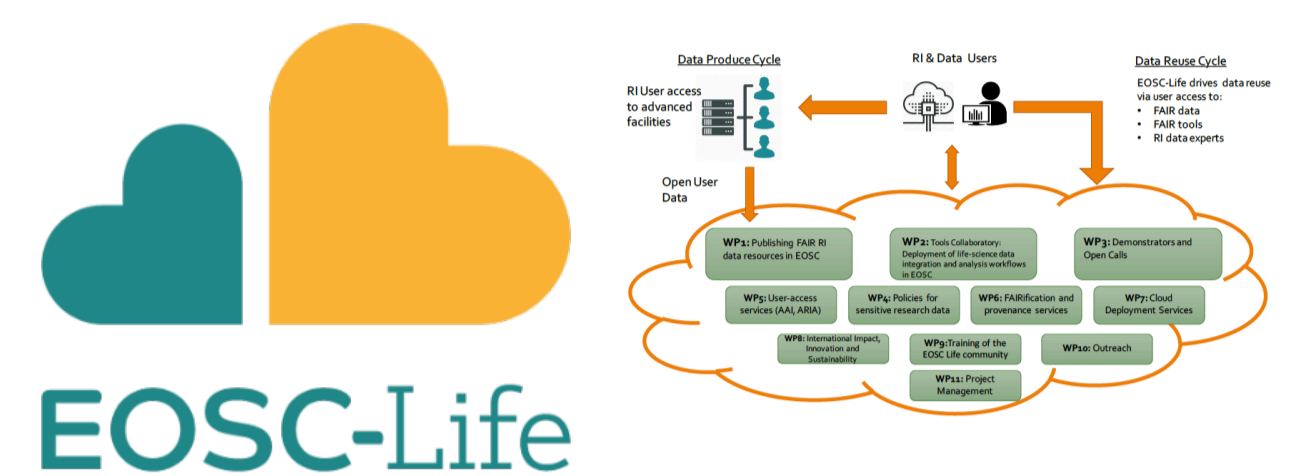 EOSC-Life
Data Produce Cycle
RI User access
to advanced
facilities
RI & Data Users
Data Reuse Cycle
EOSC-Life drives data reuse
via user access to:
• FAIR data
• FAIR tools
• RI data experts
Open User
Data
WP1: Publishing FAIR RI
data resources in EOSC
WP2: Tools Collaboratory:
Deployment of life-science data
integration and analysis workflows
in EOSC
WP3: Demonstrators and
Open Calls
WP5: User-access
services (AAI, ARIA)
WP4: Policies for
sensitive research data
WP6: FAIRification and
provenance services
WP7: Cloud
Deployment Services
WP8: International Impact,
Innovation and
Sustainability
WP9:Training of the
EOSC Life community
WP10: Outreach
WP11: Project
Management